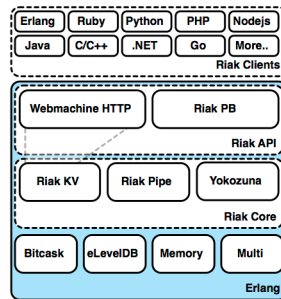 Erlang Ruby Python PHP Nodejs
Java C/C++ .NET Go More..
Riak Clients
Webmachine HTTP Riak PB
Riak API
Riak KV Riak Pipe Yokozuna
Riak Core
Bitcask eLevelDB Memory Multi
Erlang